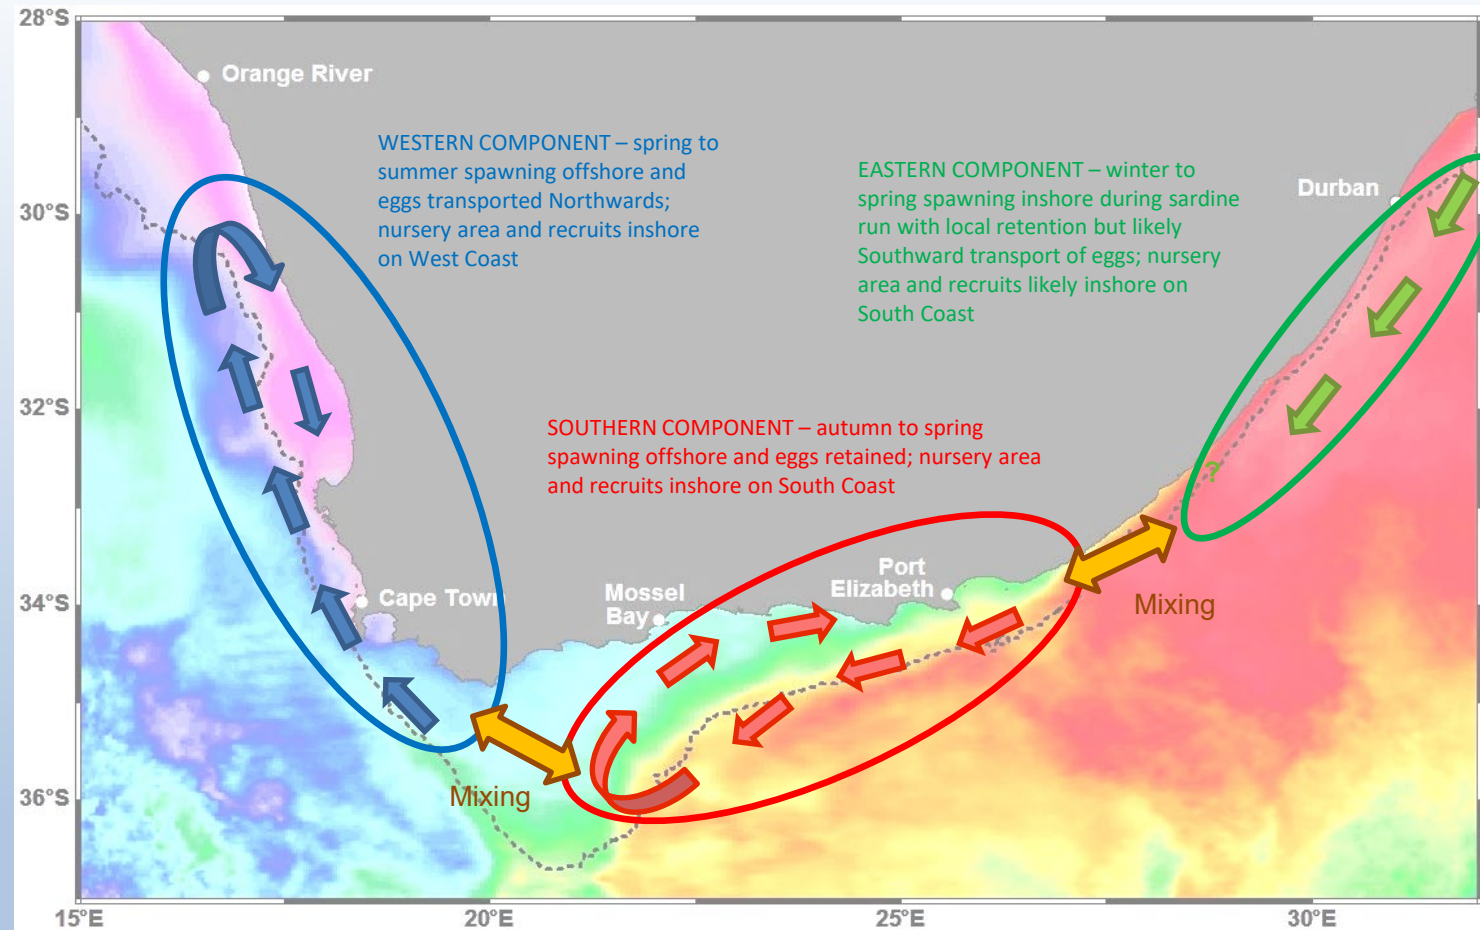 28°S
Orange River
WESTERN COMPONENT – spring to
summer spawning offshore and
eggs transported Northwards;
nursery area and recruits inshore
on West Coast
EASTERN COMPONENT – winter to
spring spawning inshore during sardine
run with local retention but likely
Southward transport of eggs; nursery
area and recruits likely inshore on
South Coast
Durban
30°S
32°S
SOUTHERN COMPONENT – autumn to spring
spawning offshore and eggs retained; nursery area
and recruits inshore on South Coast
?
34°S
Cape Town
Mossel
Bay
Port
Elizabeth
Mixing
36°S
Mixing
15°E
20°E
25°E
30°E